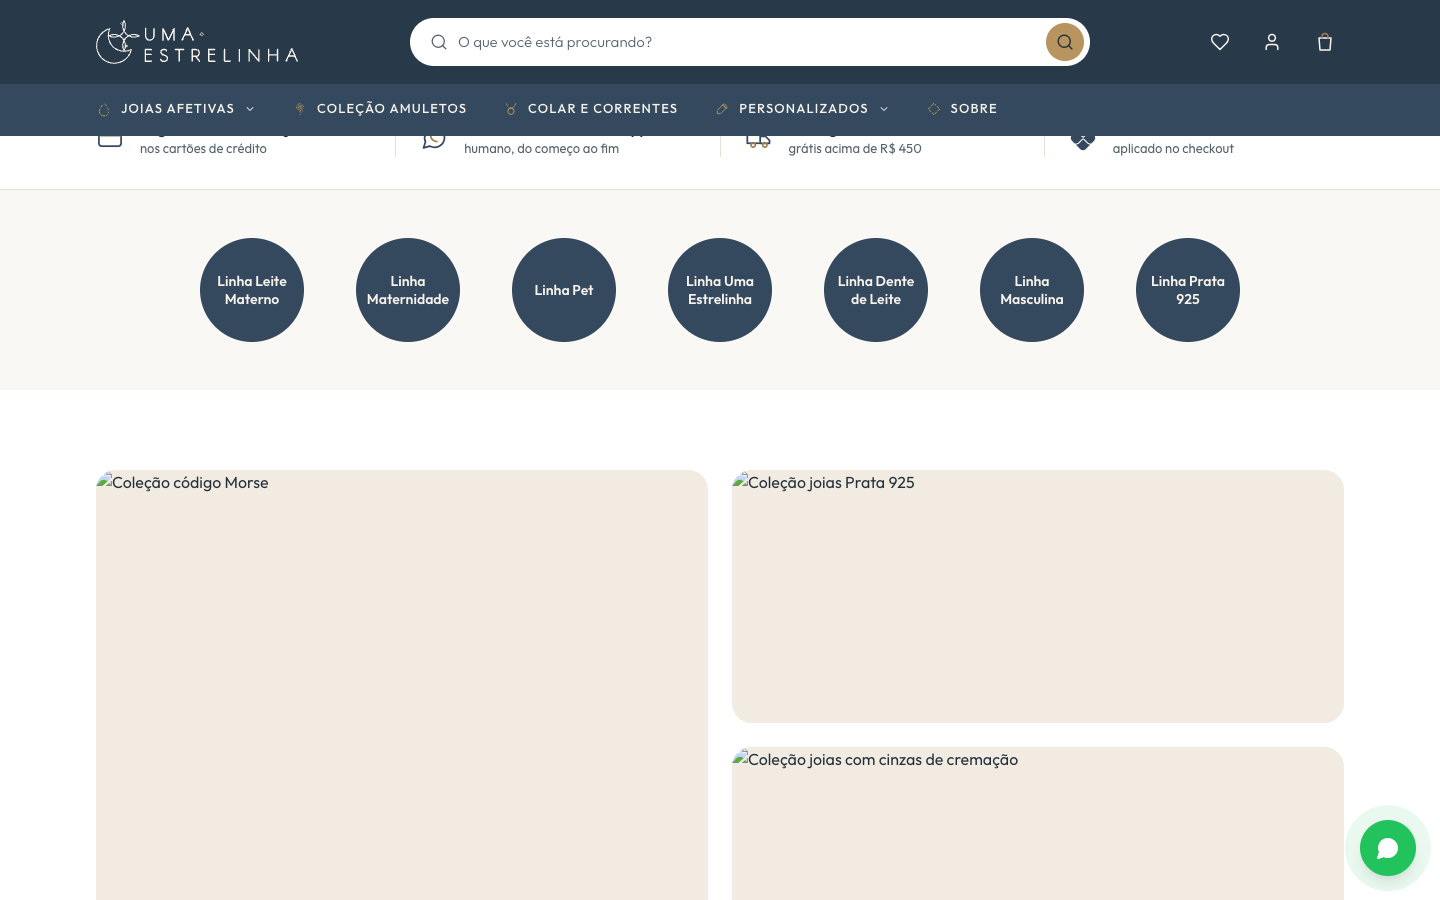 UMA
ESTRELINHA
O que você está procurando?
JOIAS AFETIVAS
COLEÇÃO AMULETOS
COLAR E CORRENTES
PERSONALIZADOS
SOBRE
nos cartões de crédito
humano, do começo ao fim
grátis acima de R$ 450
aplicado no checkout
Linha Leite
Materno
Linha
Maternidade
Linha Pet
Linha Uma
Estrelinha
Linha Dente
de Leite
Linha
Masculina
Linha Prata
925
Coleção código Morse
Coleção joias Prata 925
Coleção joias com cinzas de cremação